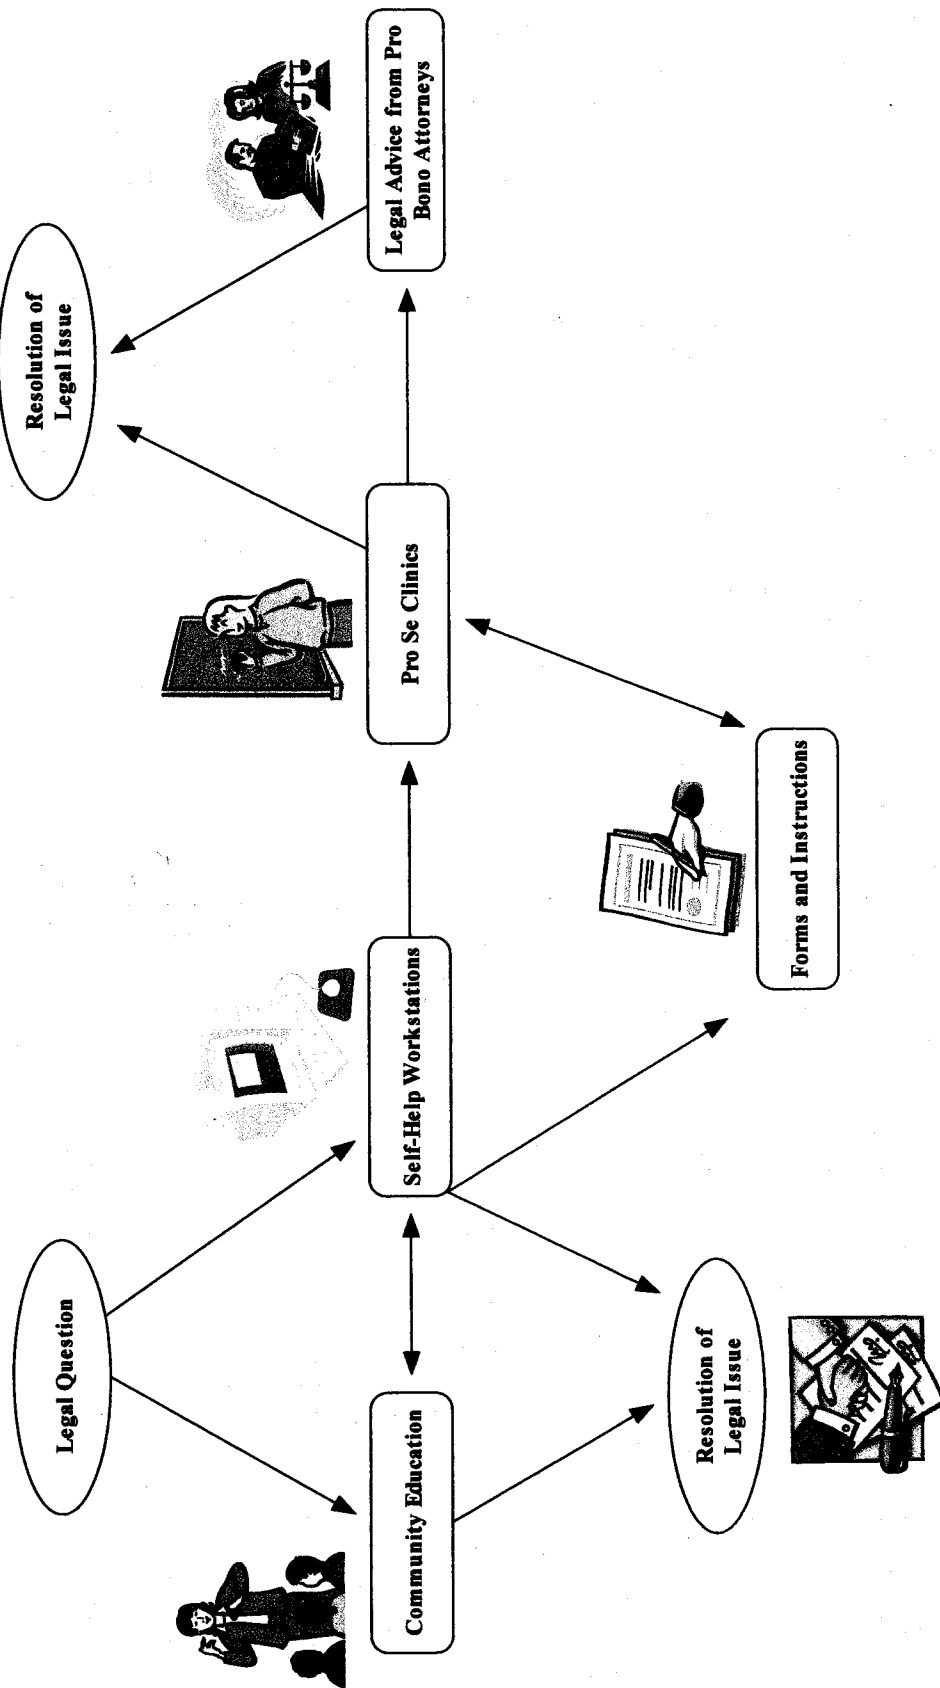 Legal Question
Resolution of
Legal Issue
Community Education
Self-Help Workstations
Pro Se Clinics
Legal Advice from Pro
Bono Attorneys
Resolution of
Legal Issue
Forms and Instructions